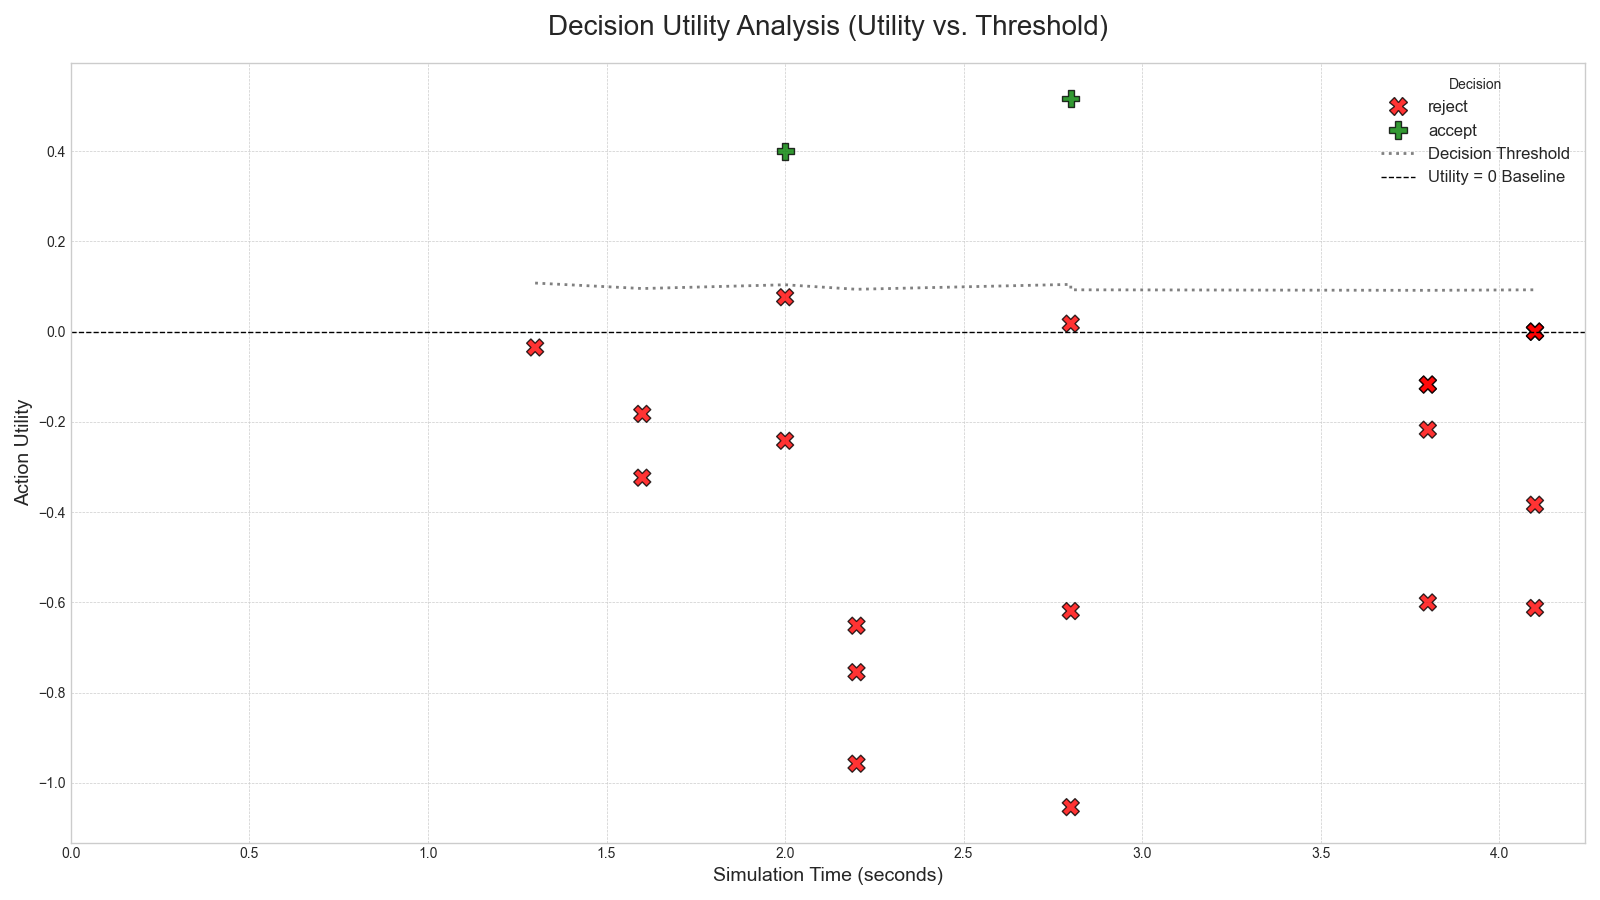 Decision Utility Analysis (Utility vs. Threshold)
Decision
reject
accept
Decision Threshold
Utility = 0 Baseline
Action Utility
0.4
0.2
0.0
−0.2
−0.4
−0.6
−0.8
−1.0
0.0 0.5 1.0 1.5 2.0 2.5 3.0 3.5 4.0
Simulation Time (seconds)